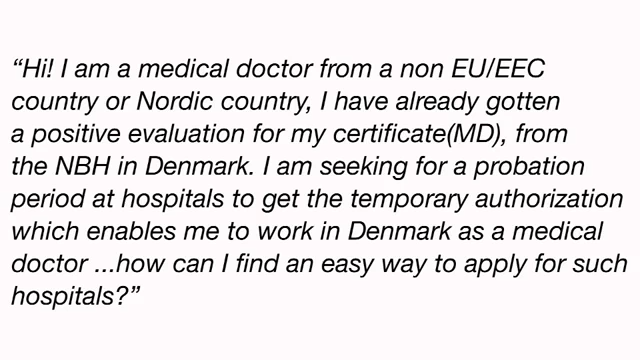 “Hi! I am a medical doctor from a non EU/EEC
country or Nordic country, I have already gotten
a positive evaluation for my certificate(MD), from
the NBH in Denmark. I am seeking for a probation
period at hospitals to get the temporary authorization
which enables me to work in Denmark as a medical
doctor ...how can I find an easy way to apply for such
hospitals?”